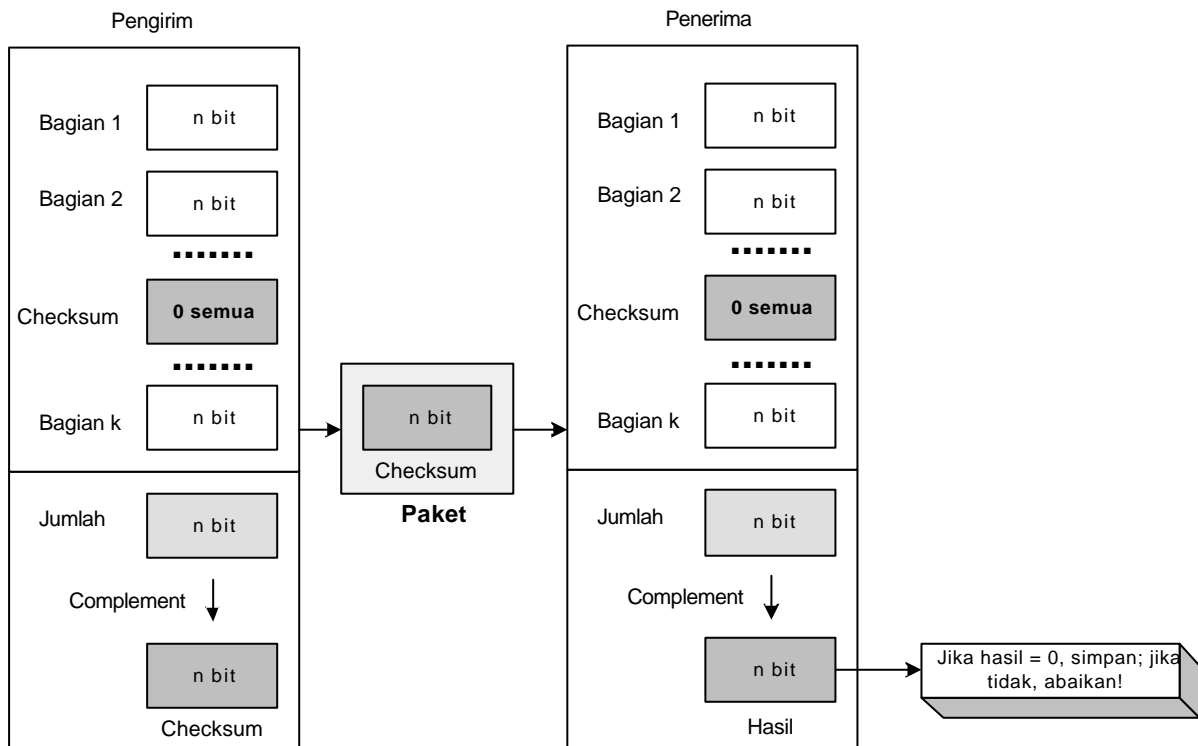 Pengirim
Bagian 1
n bit
Bagian 2
n bit
Checksum
0 semua
Bagian k
n bit
Jumlah
n bit
Complement
n bit
Checksum
n bit
Checksum
Paket
Penerima
Bagian 1
n bit
Bagian 2
n bit
Checksum
0 semua
Bagian k
n bit
Jumlah
n bit
Complement
n bit
Hasil
Jika hasil = 0, simpan; jika
tidak, abaikan!